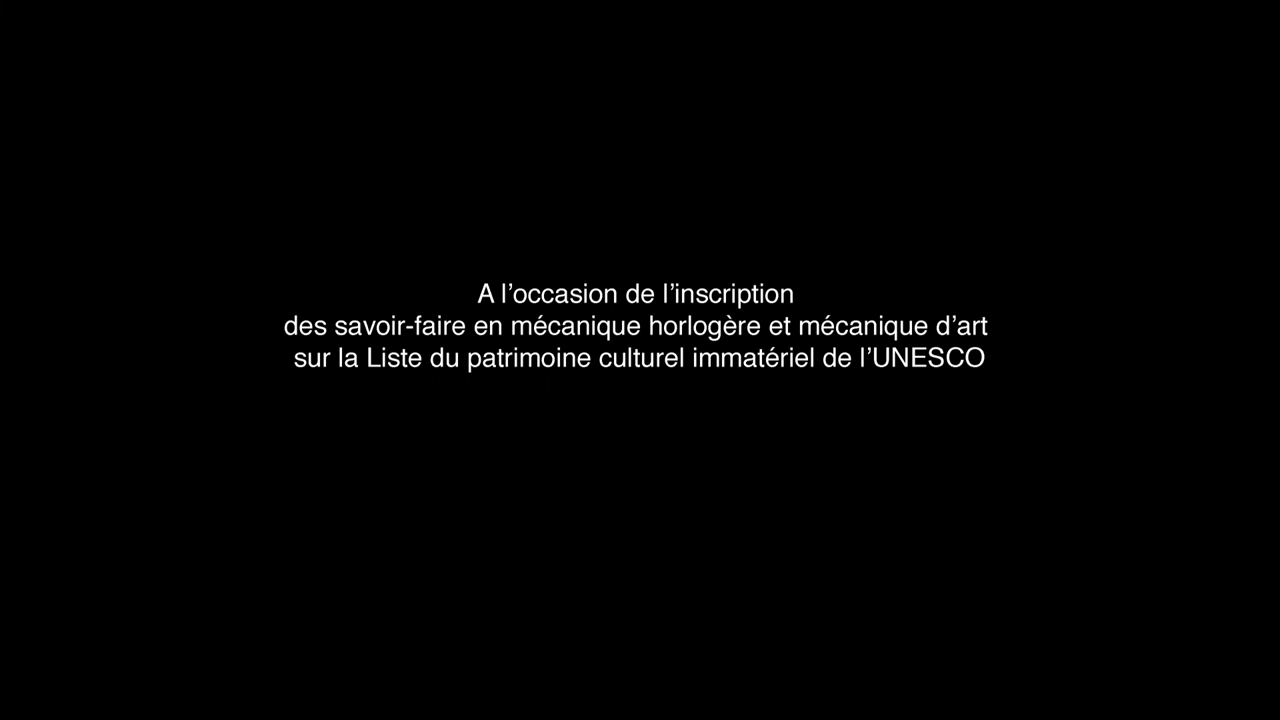 A l’occasion de l’inscription
des savoir-faire en mécanique horlogère et mécanique d’art
sur la Liste du patrimoine culturel immatériel de l’UNESCO